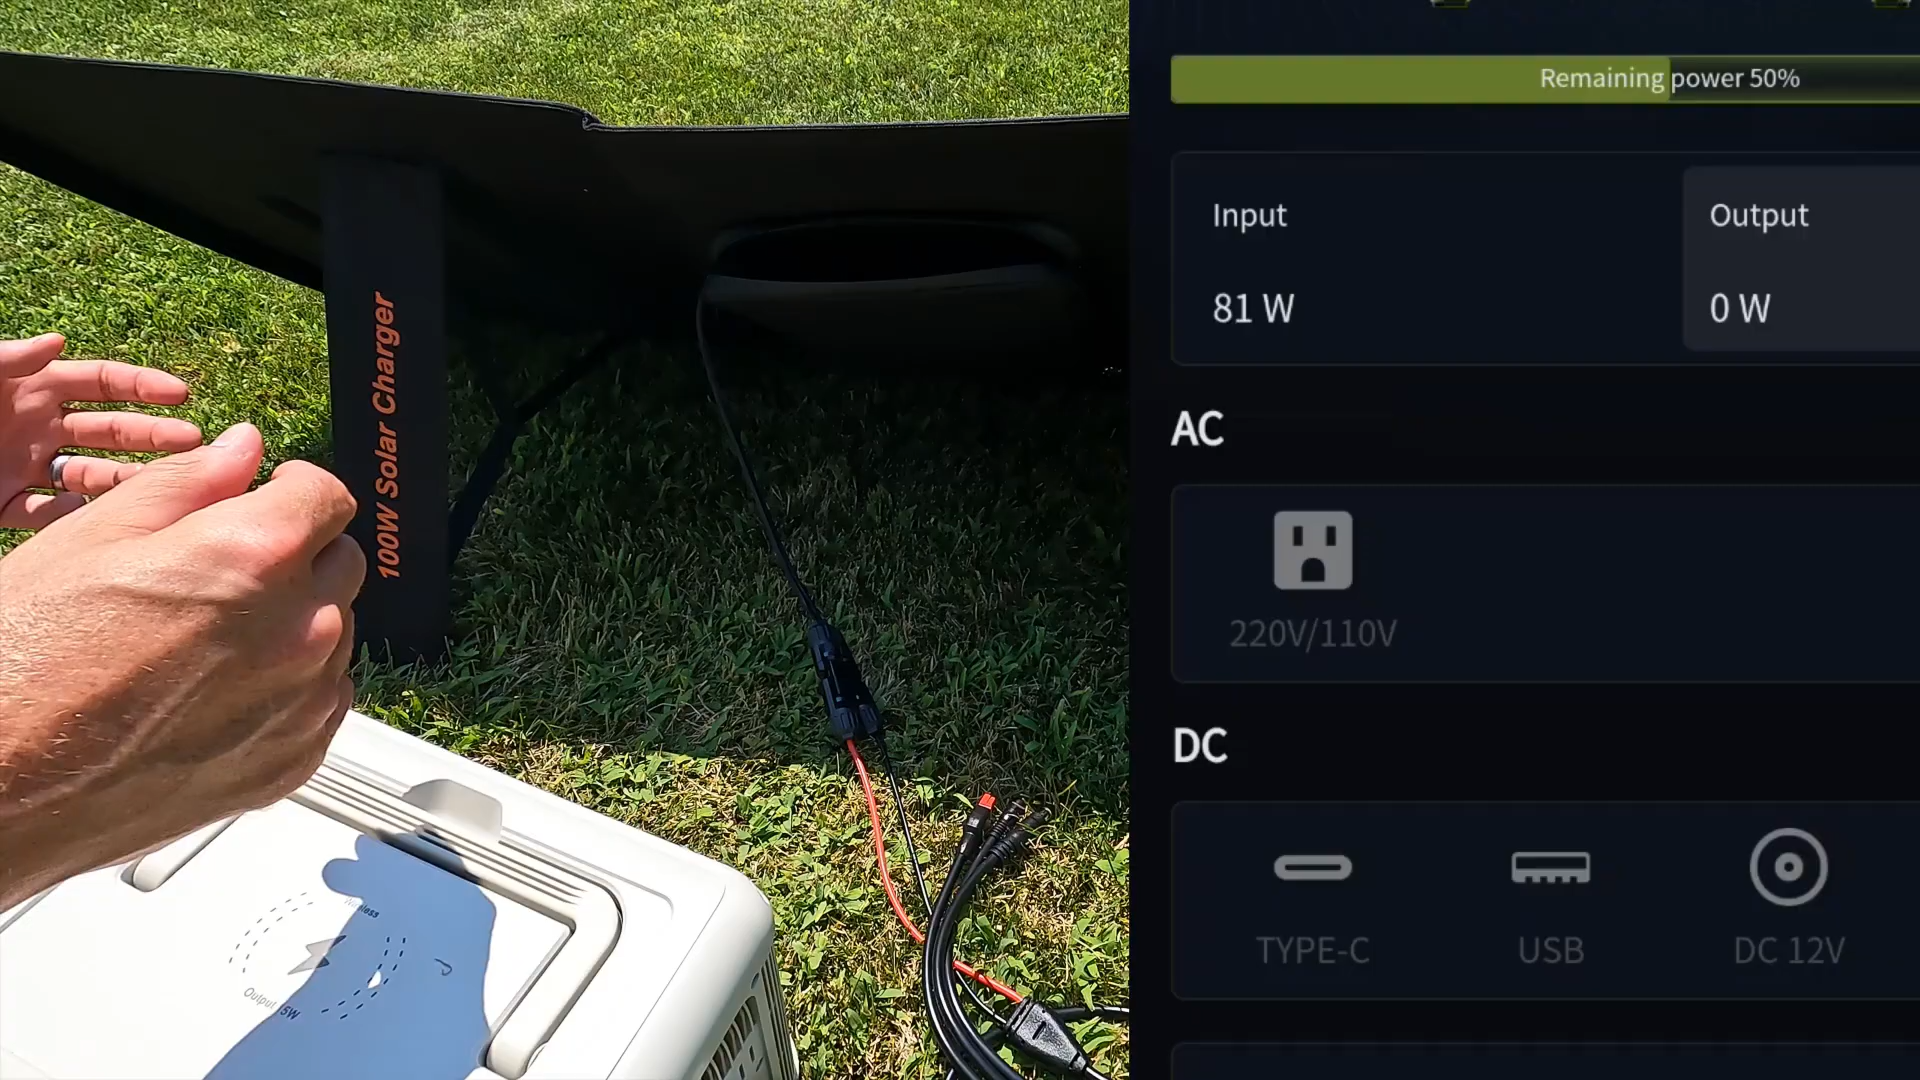 100W Solar Charger
Wireless
Output 15W
Remaining power 50%
Input
Output
81 W
0 W
AC
220V/110V
DC
TYPE-C
USB
DC 12V